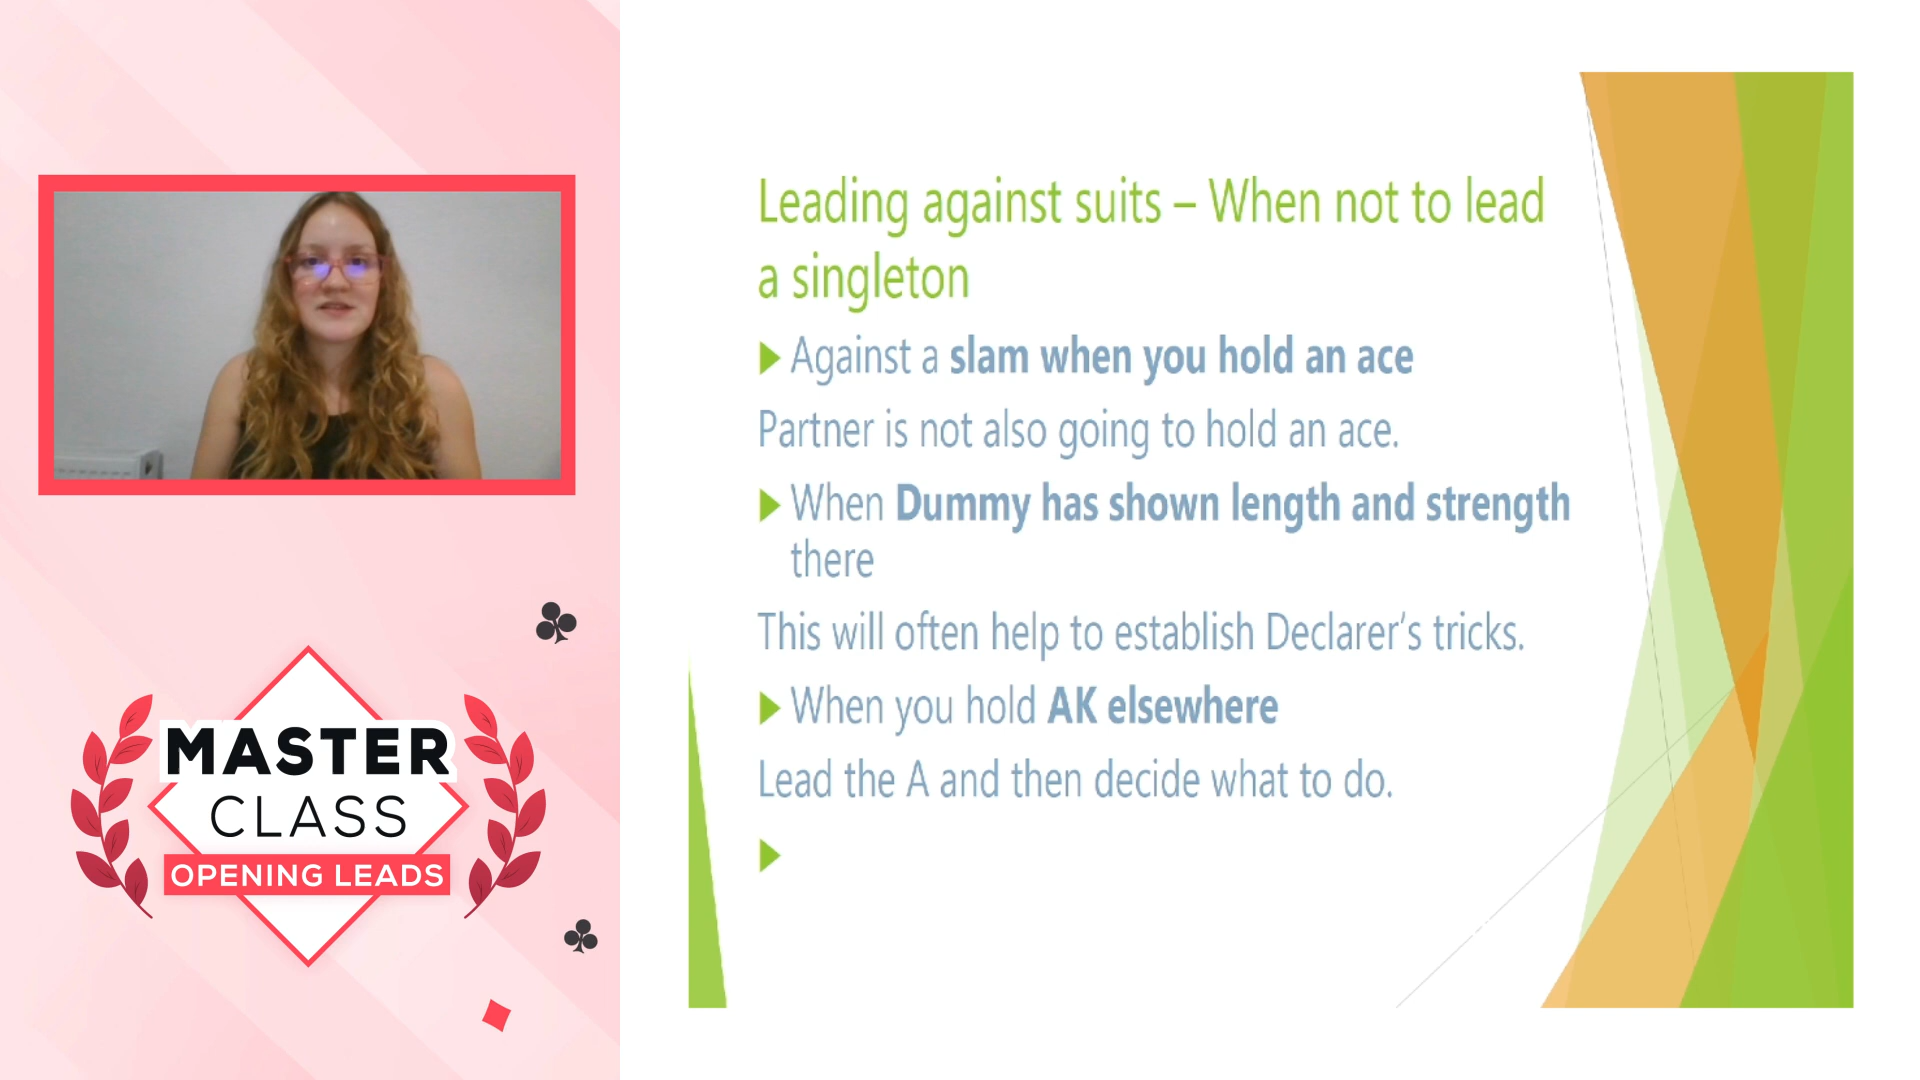 MASTER
CLASS
OPENING LEADS
Leading against suits – When not to lead
a singleton
Against a slam when you hold an ace
Partner is not also going to hold an ace.
When Dummy has shown length and strength
there
This will often help to establish Declarer’s tricks.
When you hold AK elsewhere
Lead the A and then decide what to do.